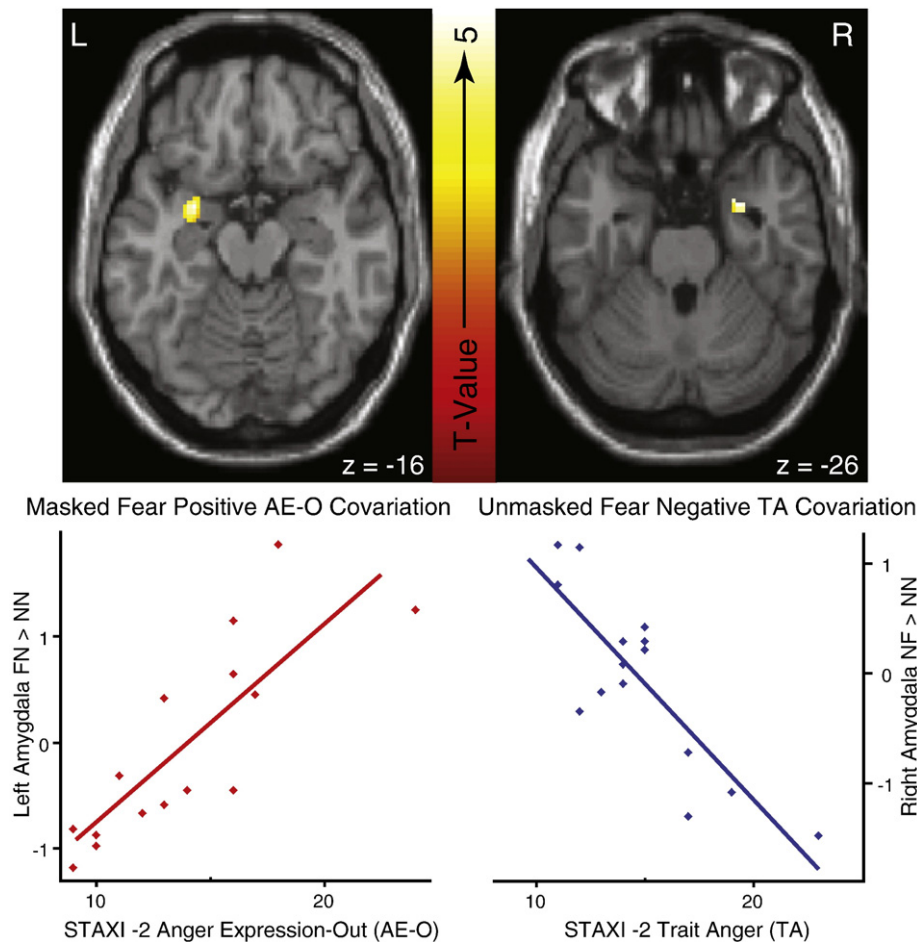 L
R
5
T-Value
z = -16
z = -26
Masked Fear Positive AE-O Covariation
Unmasked Fear Negative TA Covariation
Left Amygdala FN > NN
1
0
-1
10
20
STAXI -2 Anger Expression-Out (AE-O)
Right Amygdala NF > NN
1
0
-1
10
20
STAXI -2 Trait Anger (TA)